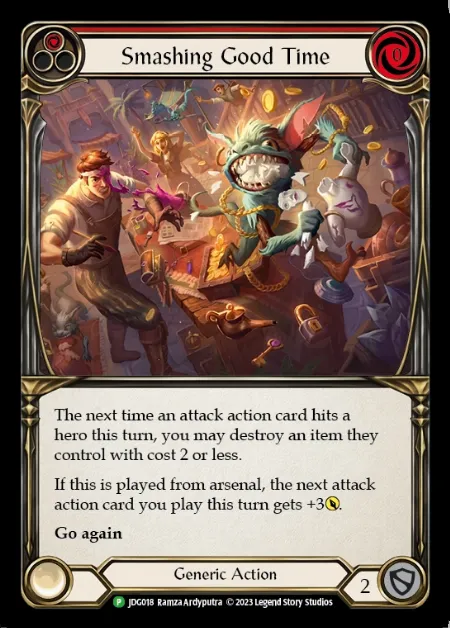 Smashing Good Time
0
The next time an attack action card hits a
hero this turn, you may destroy an item they
control with cost 2 or less.
If this is played from arsenal, the next attack
action card you play this turn gets +3.
Go again
Generic Action
2
P JDG018 Ramza Ardyputra © 2023 Legend Story Studios